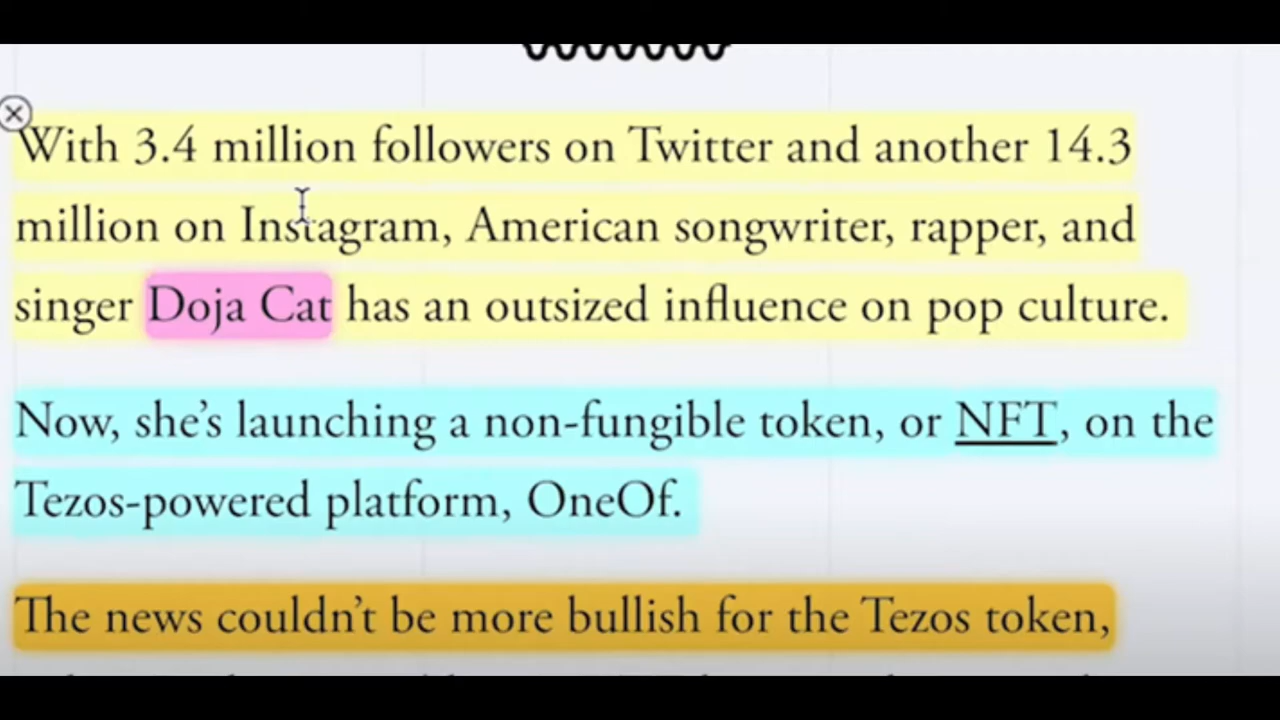 With 3.4 million followers on Twitter and another 14.3
million on Instagram, American songwriter, rapper, and
singer Doja Cat has an outsized influence on pop culture.
Now, she’s launching a non-fungible token, or NFT, on the
Tezos-powered platform, OneOf.
The news couldn’t be more bullish for the Tezos token,